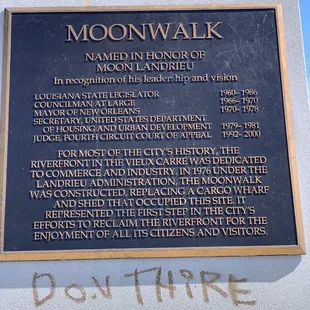 MOONWALK
NAMED IN HONOR OF
MOON LANDRIEU
In recognition of his leadership and vision
LOUISIANA STATE LEGISLATOR 1960-1966
COUNCILMAN AT LARGE 1966-1970
MAYOR OF NEW ORLEANS 1970-1978
SECRETARY, UNITED STATES DEPARTMENT
OF HOUSING AND URBAN DEVELOPMENT 1979-1981
JUDGE, FOURTH CIRCUIT COURT OF APPEAL 1992-2000
FOR MOST OF THE CITY'S HISTORY, THE
RIVERFRONT IN THE VIEUX CARRE WAS DEDICATED
TO COMMERCE AND INDUSTRY. IN 1976 UNDER THE
LANDRIEU ADMINISTRATION, THE MOONWALK
WAS CONSTRUCTED, REPLACING A CARGO WHARF
AND SHED THAT OCCUPIED THIS SITE. IT
REPRESENTED THE FIRST STEP IN THE CITY'S
EFFORTS TO RECLAIM THE RIVERFRONT FOR THE
ENJOYMENT OF ALL ITS CITIZENS AND VISITORS.
DON THIRE